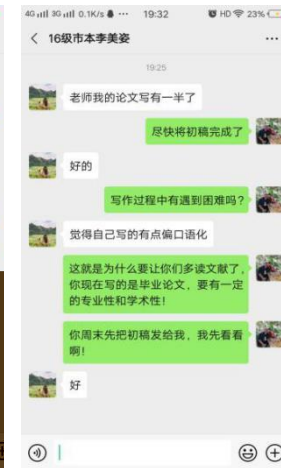 4G 3G 0.1K/s ··· 19:32 HD 23%
16级市本李美姿 ···
19:25
老师我的论文写有一半了
尽快将初稿完成了
好的
写作过程中有遇到困难吗？
觉得自己写的有点偏口语化
这就是为什么要让你们多读文献了，
你现在写的是毕业论文，要有一定
的专业性和学术性！
你周末先把初稿发给我，我先看看
啊！
好